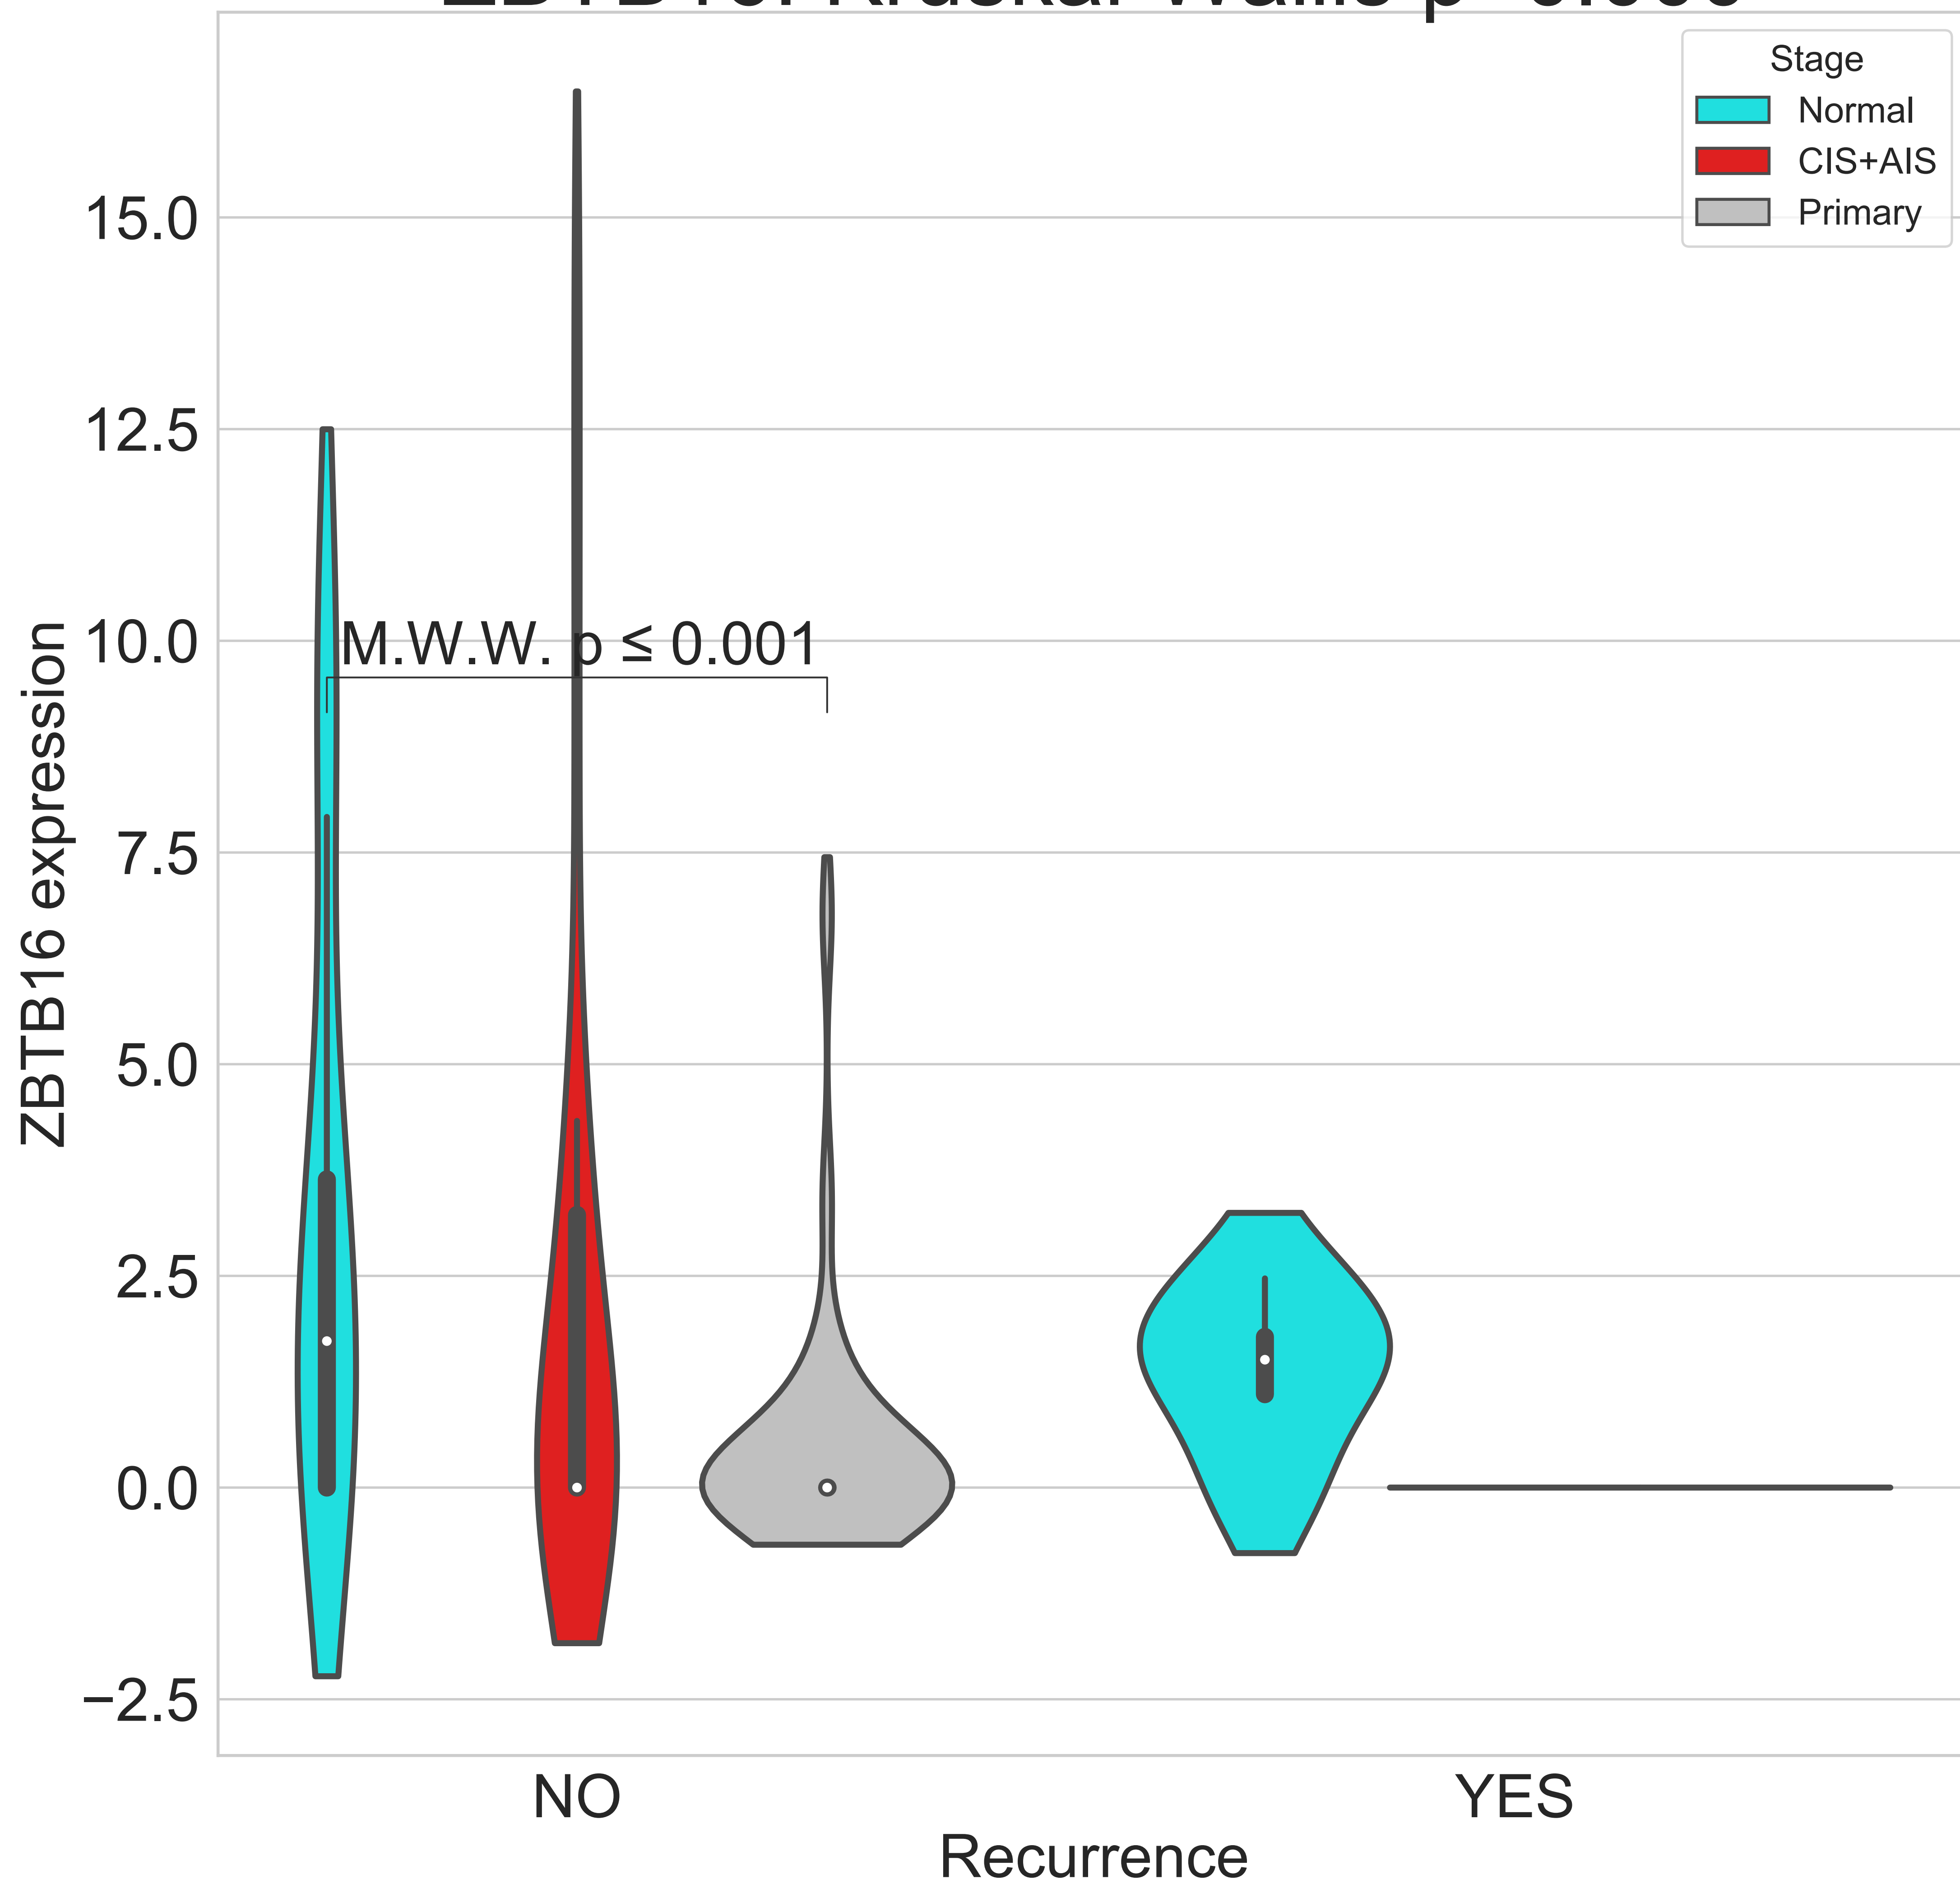 Stage
Normal
CIS+AIS
Primary
15.0
12.5
10.0
7.5
5.0
2.5
0.0
−2.5
M.W.W. p ≤ 0.001
ZBTB16 expression
NO
YES
Recurrence